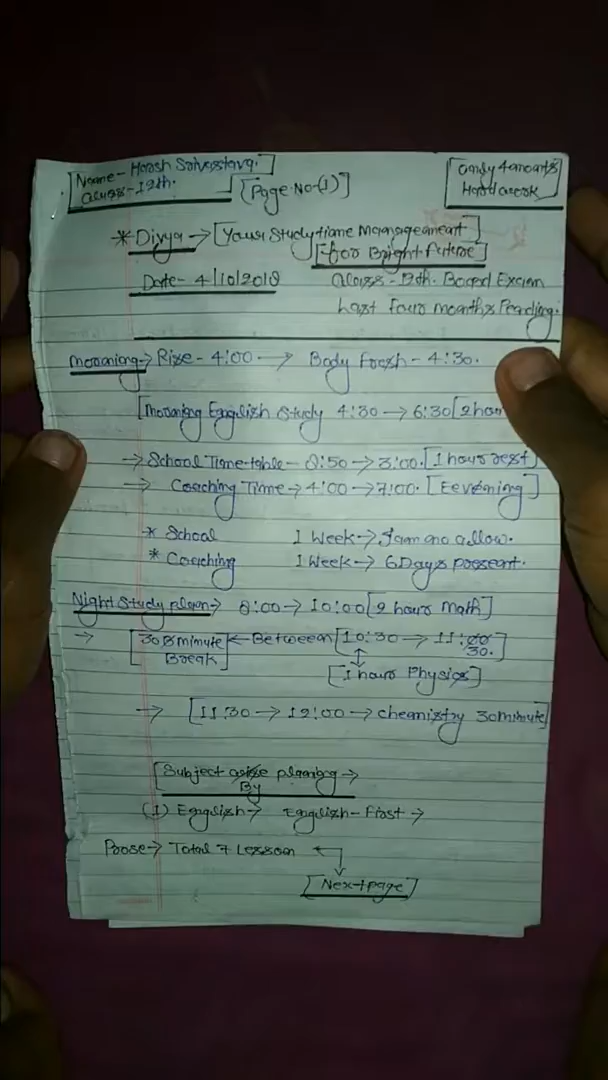 Name- Harsh Srivastava.
Class-12th.
[Page-No-(1)]
Only 4 months
Hard work
* Divya → [Your Study time Management]
[for Bright Future]
Date- 4/10/2018
Class- 12th. Board Exam
Last four months Pending.
Morning → Rise - 4:00 → Body fresh - 4:30.
[Morning English Study 4:30 → 6:30 [2 hou
→ School Time-table - 8:50 → 3:00. [1 hour rest]
→ Coaching Time → 4:00 → 7:00. [Eevening]
* School 1 Week → no allow.
* Coaching 1 Week → 6 Days present.
Night Study plan → 8:00 → 10:00 [2 hours Math]
→ [30 minute Break] ← Between [10:30 → 11:30.]
[1 hour Physics]
→ [11:30 → 12:00 → chemistry 30 minute]
[Subject wise planing →
By
(1) English → English-First →
Prose → Total 7 Lesson ←
[Next page]